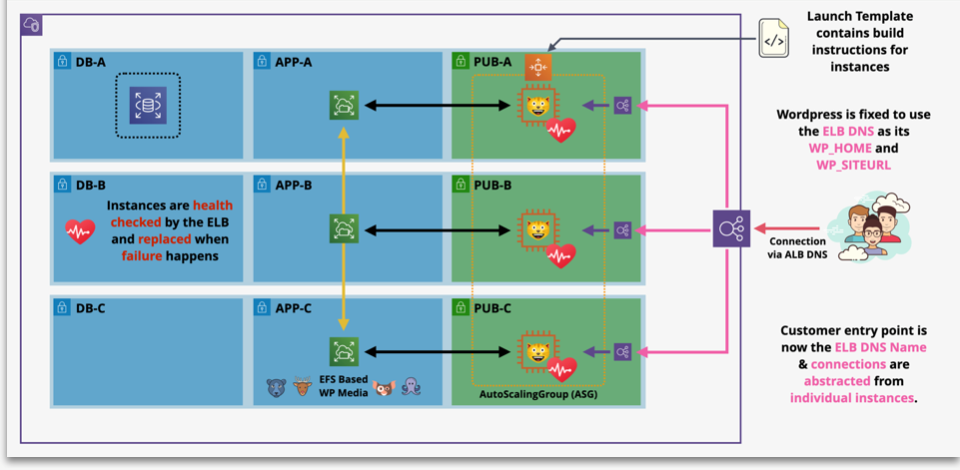 Launch Template
contains build
instructions for
instances
</>
DB-A
APP-A
PUB-A
Wordpress is fixed to use
the ELB DNS as its
WP_HOME and
WP_SITEURL
DB-B
APP-B
PUB-B
Instances are health
checked by the ELB
and replaced when
failure happens
Connection
via ALB DNS
DB-C
APP-C
PUB-C
EFS Based
WP Media
AutoScalingGroup (ASG)
Customer entry point is
now the ELB DNS Name
& connections are
abstracted from
individual instances.